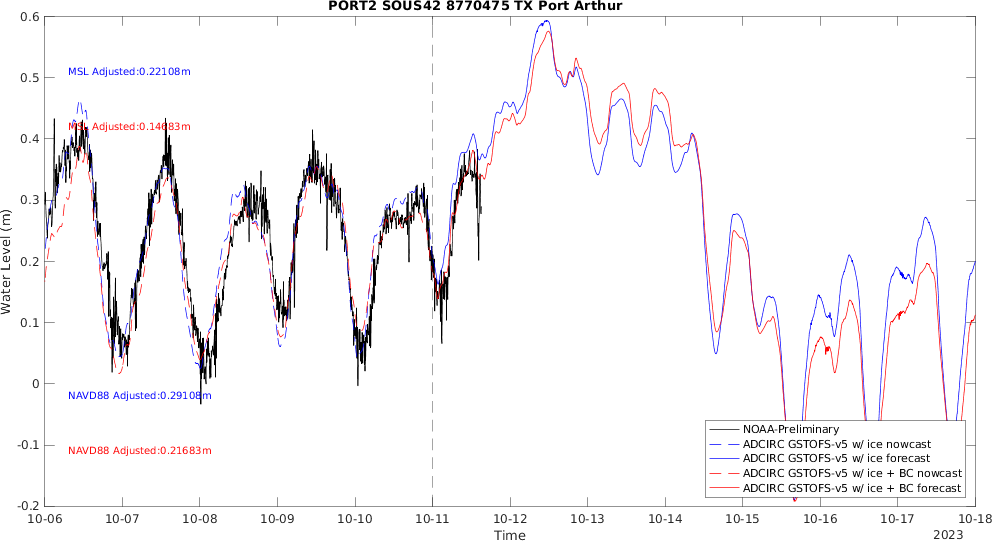 PORT2 SOUS42 8770475 TX Port Arthur
0.6
0.5
0.4
0.3
0.2
0.1
0
-0.1
-0.2
Water Level (m)
MSL Adjusted:0.22108m
MSL Adjusted:0.14683m
NAVD88 Adjusted:0.29108m
NAVD88 Adjusted:0.21683m
NOAA-Preliminary
ADCIRC GSTOFS-v5 w/ ice nowcast
ADCIRC GSTOFS-v5 w/ ice forecast
ADCIRC GSTOFS-v5 w/ ice + BC nowcast
ADCIRC GSTOFS-v5 w/ ice + BC forecast
10-06 10-07 10-08 10-09 10-10 10-11 10-12 10-13 10-14 10-15 10-16 10-17 10-18
Time
2023